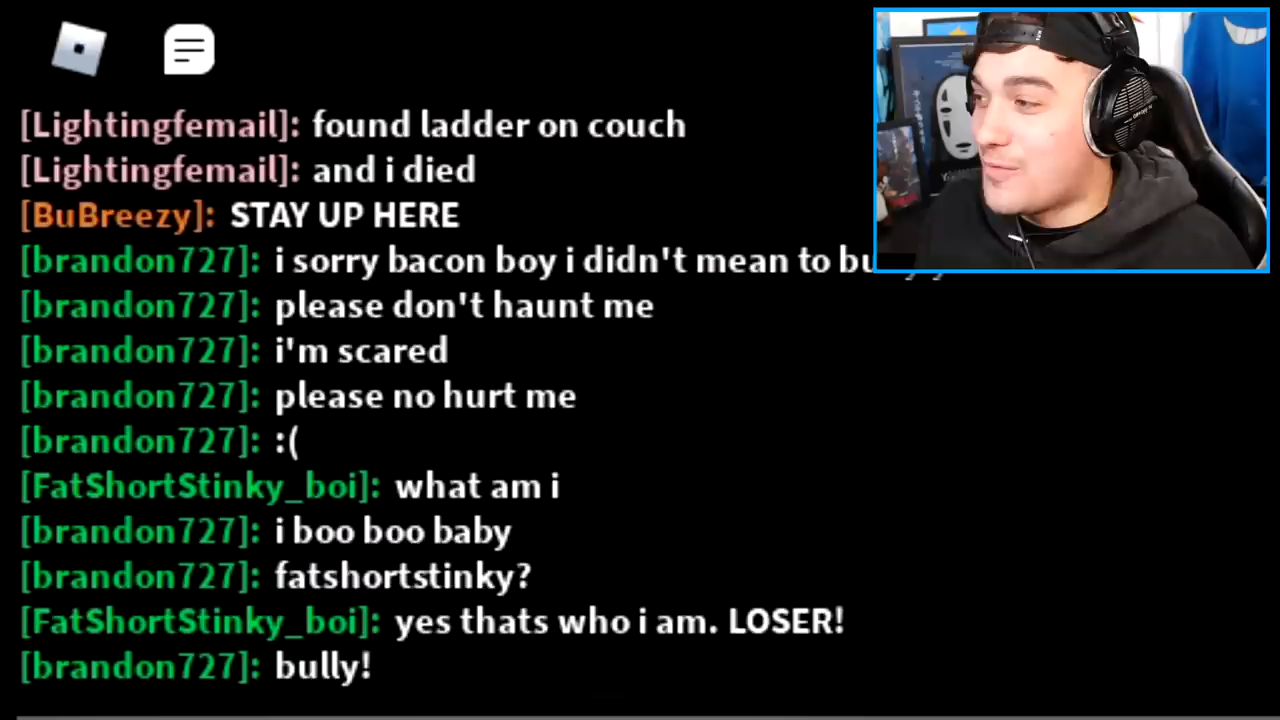 [Lightingfemail]: found ladder on couch
[Lightingfemail]: and i died
[BuBreezy]: STAY UP HERE
[brandon727]: i sorry bacon boy i didn't mean to
[brandon727]: please don't haunt me
[brandon727]: i'm scared
[brandon727]: please no hurt me
[brandon727]: :(
[FatShortStinky_boi]: what am i
[brandon727]: i boo boo baby
[brandon727]: fatshortstinky?
[FatShortStinky_boi]: yes thats who i am. LOSER!
[brandon727]: bully!